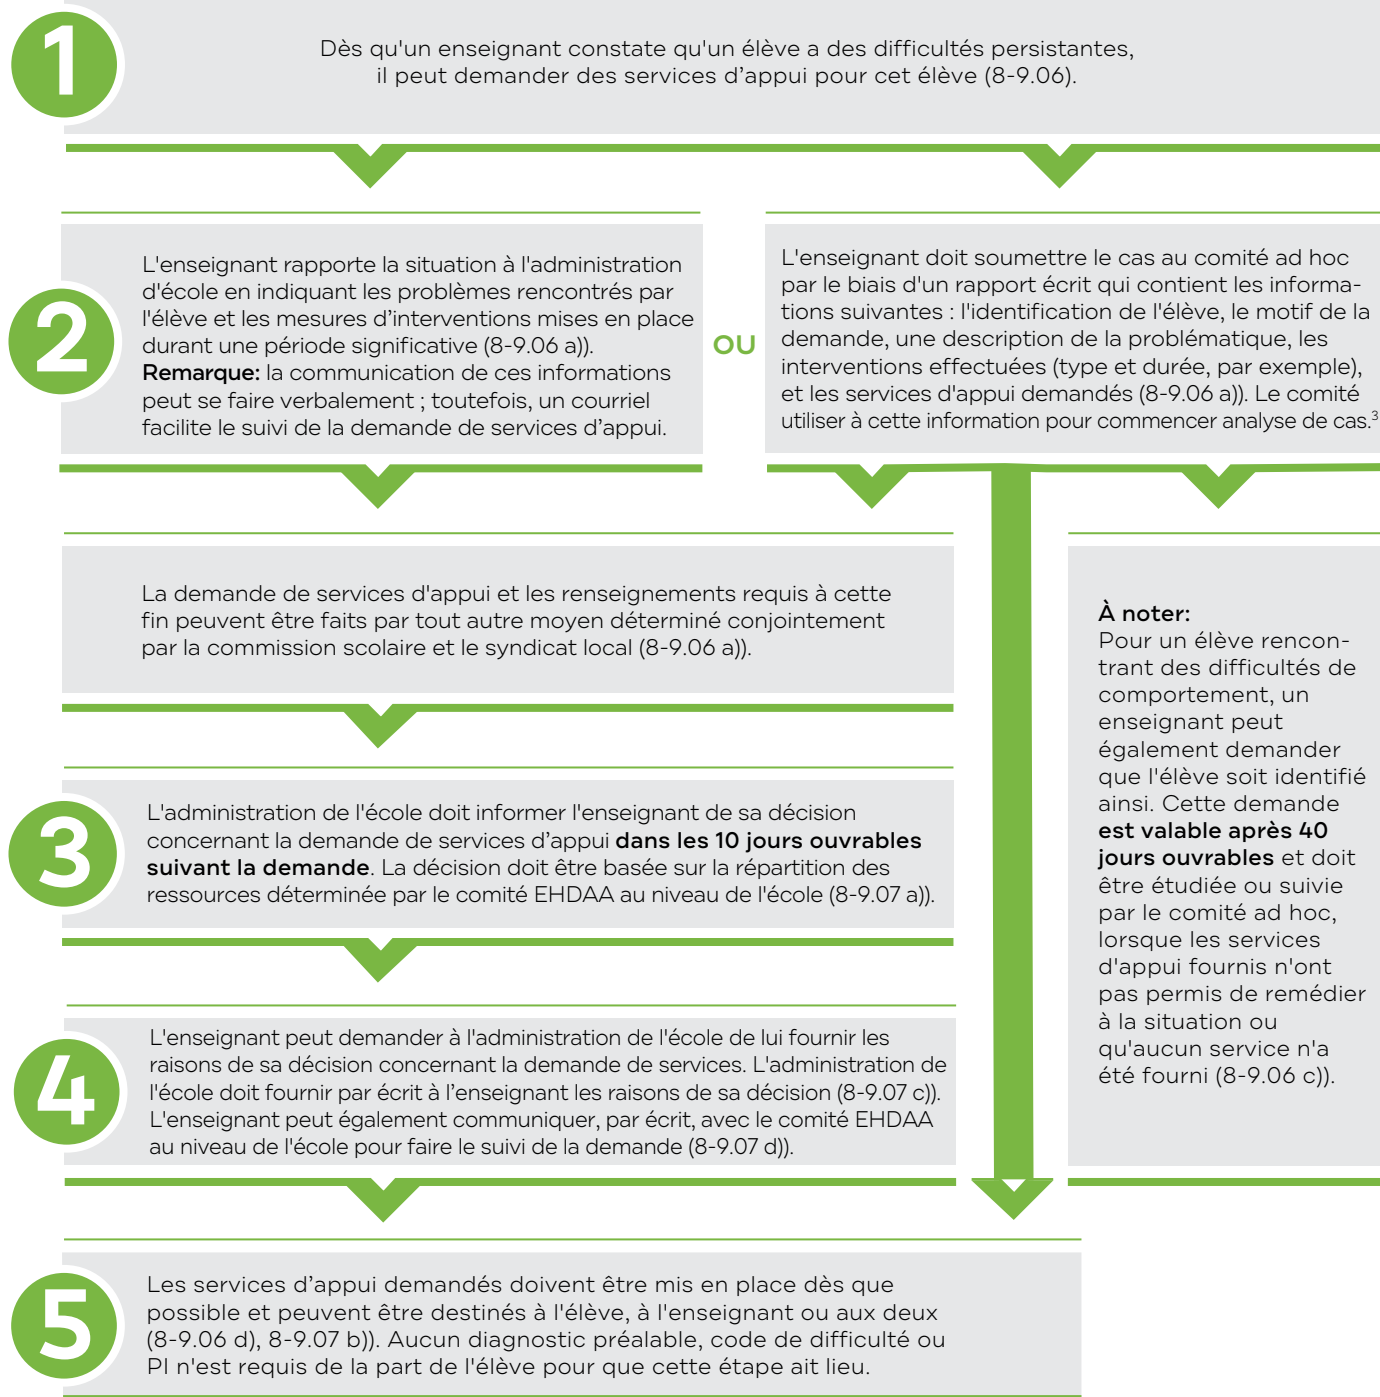 1
Dès qu'un enseignant constate qu'un élève a des difficultés persistantes,
il peut demander des services d’appui pour cet élève (8-9.06).
2
L'enseignant rapporte la situation à l'administration
d'école en indiquant les problèmes rencontrés par
l'élève et les mesures d’interventions mises en place
durant une période significative (8-9.06 a)).
Remarque: la communication de ces informations
peut se faire verbalement ; toutefois, un courriel
facilite le suivi de la demande de services d’appui.
OU
L'enseignant doit soumettre le cas au comité ad hoc
par le biais d'un rapport écrit qui contient les informa-
tions suivantes : l'identification de l'élève, le motif de la
demande, une description de la problématique, les
interventions effectuées (type et durée, par exemple),
et les services d'appui demandés (8-9.06 a)). Le comité
utiliser à cette information pour commencer analyse de cas.3
La demande de services d'appui et les renseignements requis à cette
fin peuvent être faits par tout autre moyen déterminé conjointement
par la commission scolaire et le syndicat local (8-9.06 a)).
À noter:
Pour un élève rencon-
trant des difficultés de
comportement, un
enseignant peut
également demander
que l'élève soit identifié
ainsi. Cette demande
est valable après 40
jours ouvrables et doit
être étudiée ou suivie
par le comité ad hoc,
lorsque les services
d'appui fournis n'ont
pas permis de remédier
à la situation ou
qu'aucun service n'a
été fourni (8-9.06 c)).
3
L'administration de l'école doit informer l'enseignant de sa décision
concernant la demande de services d’appui dans les 10 jours ouvrables
suivant la demande. La décision doit être basée sur la répartition des
ressources déterminée par le comité EHDAA au niveau de l'école (8-9.07 a)).
4
L'enseignant peut demander à l'administration de l'école de lui fournir les
raisons de sa décision concernant la demande de services. L'administration de
l'école doit fournir par écrit à l’enseignant les raisons de sa décision (8-9.07 c)).
L'enseignant peut également communiquer, par écrit, avec le comité EHDAA
au niveau de l'école pour faire le suivi de la demande (8-9.07 d)).
5
Les services d’appui demandés doivent être mis en place dès que
possible et peuvent être destinés à l'élève, à l'enseignant ou aux deux
(8-9.06 d), 8-9.07 b)). Aucun diagnostic préalable, code de difficulté ou
PI n'est requis de la part de l'élève pour que cette étape ait lieu.